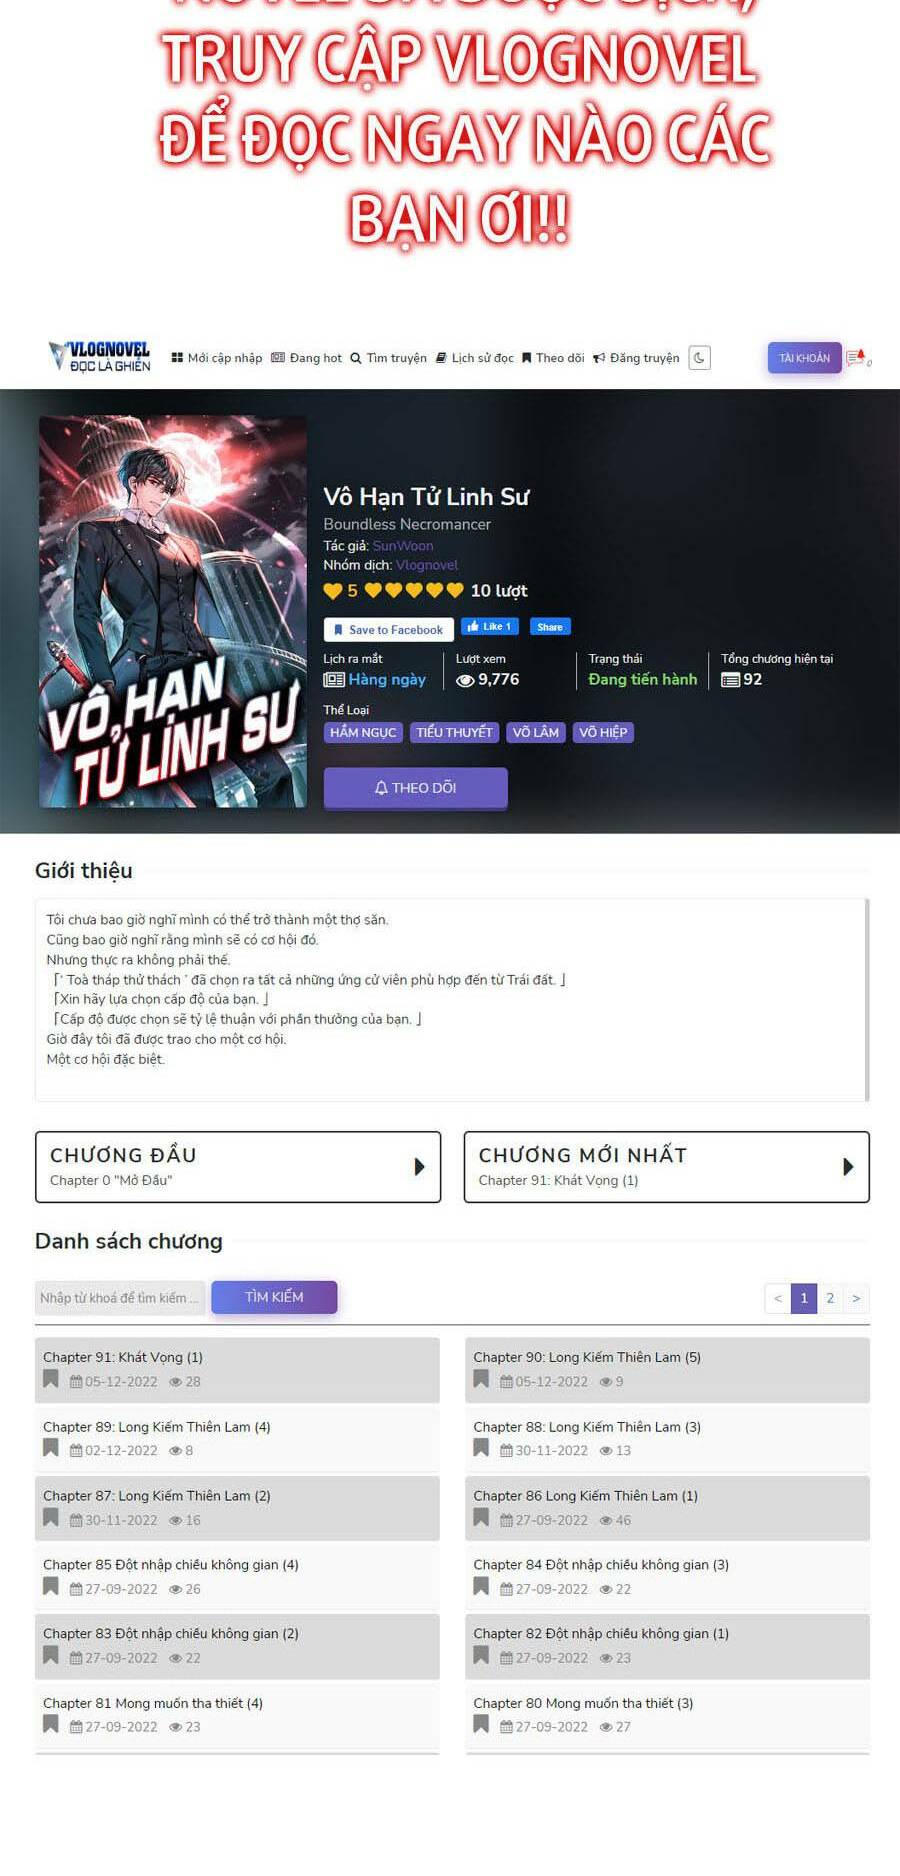 TRUY CẬP VLOGNOVEL
ĐỂ ĐỌC NGAY NÀO CÁC
BẠN ƠI!!
VLOGNOVEL
ĐỌC LÀ GHIỀN
Mới cập nhập Đang hot Tìm truyện Lịch sử đọc Theo dõi Đăng truyện
TÀI KHOẢN
0
VÔ HẠN
TỬ LINH SƯ
Vô Hạn Tử Linh Sư
Boundless Necromancer
Tác giả: SunWoon
Nhóm dịch: Vlognovel
5 10 lượt
Save to Facebook Like 1 Share
Lịch ra mắt Lượt xem Trạng thái Tổng chương hiện tại
Hàng ngày 9,776 Đang tiến hành 92
Thể Loại
HẦM NGỤC TIỂU THUYẾT VÕ LÂM VÕ HIỆP
THEO DÕI
Giới thiệu
Tôi chưa bao giờ nghĩ mình có thể trở thành một thợ săn.
Cũng bao giờ nghĩ rằng mình sẽ có cơ hội đó.
Nhưng thực ra không phải thế.
「‘ Toà tháp thử thách ’ đã chọn ra tất cả những ứng cử viên phù hợp đến từ Trái đất. 」
「Xin hãy lựa chọn cấp độ của bạn. 」
「Cấp độ được chọn sẽ tỷ lệ thuận với phần thưởng của bạn. 」
Giờ đây tôi đã được trao cho một cơ hội.
Một cơ hội đặc biệt.
CHƯƠNG ĐẦU
Chapter 0 "Mở Đầu"
CHƯƠNG MỚI NHẤT
Chapter 91: Khát Vọng (1)
Danh sách chương
Nhập từ khoá để tìm kiếm ... TÌM KIẾM < 1 2 >
Chapter 91: Khát Vọng (1)
05-12-2022 28
Chapter 90: Long Kiếm Thiên Lam (5)
05-12-2022 9
Chapter 89: Long Kiếm Thiên Lam (4)
02-12-2022 8
Chapter 88: Long Kiếm Thiên Lam (3)
30-11-2022 13
Chapter 87: Long Kiếm Thiên Lam (2)
30-11-2022 16
Chapter 86 Long Kiếm Thiên Lam (1)
27-09-2022 46
Chapter 85 Đột nhập chiều không gian (4)
27-09-2022 26
Chapter 84 Đột nhập chiều không gian (3)
27-09-2022 22
Chapter 83 Đột nhập chiều không gian (2)
27-09-2022 22
Chapter 82 Đột nhập chiều không gian (1)
27-09-2022 23
Chapter 81 Mong muốn tha thiết (4)
27-09-2022 23
Chapter 80 Mong muốn tha thiết (3)
27-09-2022 27